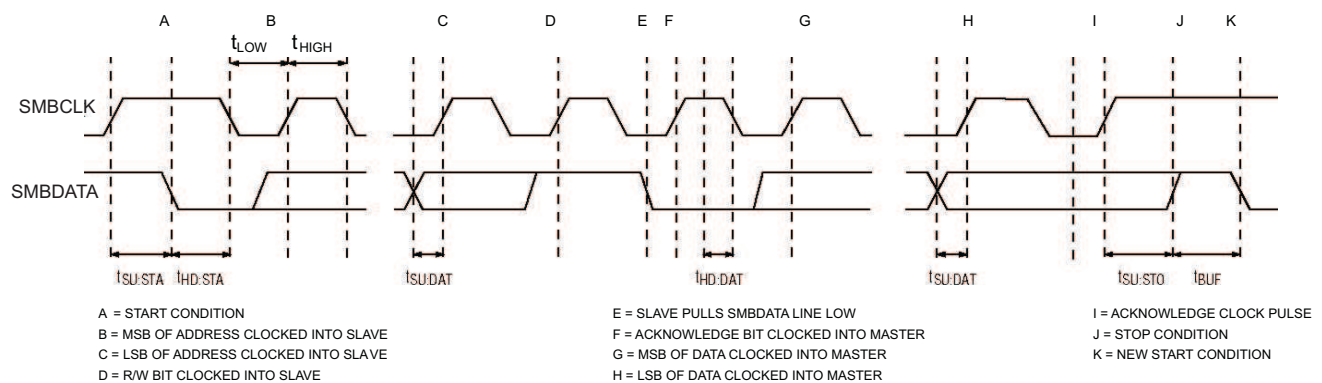 A B C D E F G H I J K
tLOW tHIGH
SMBCLK
SMBDATA
tSU:STA tHD:STA tSU:DAT tHD:DAT tSU:DAT tSU:STO tBUF
A = START CONDITION
B = MSB OF ADDRESS CLOCKED INTO SLAVE
C = LSB OF ADDRESS CLOCKED INTO SLAVE
D = R/W BIT CLOCKED INTO SLAVE
E = SLAVE PULLS SMBDATA LINE LOW
F = ACKNOWLEDGE BIT CLOCKED INTO MASTER
G = MSB OF DATA CLOCKED INTO MASTER
H = LSB OF DATA CLOCKED INTO MASTER
I = ACKNOWLEDGE CLOCK PULSE
J = STOP CONDITION
K = NEW START CONDITION